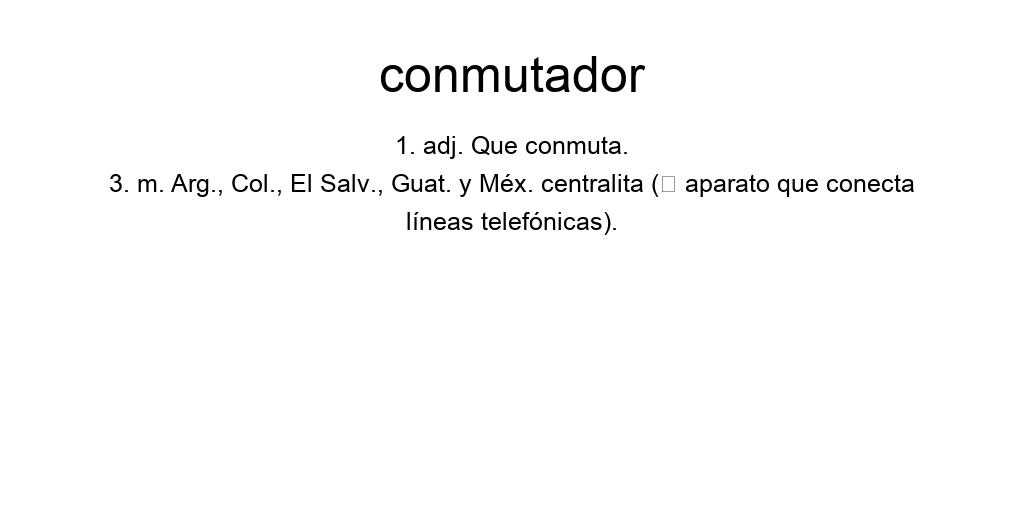 conmutador
1. adj. Que conmuta.
3. m. Arg., Col., El Salv., Guat. y Méx. centralita (□ aparato que conecta
líneas telefónicas).